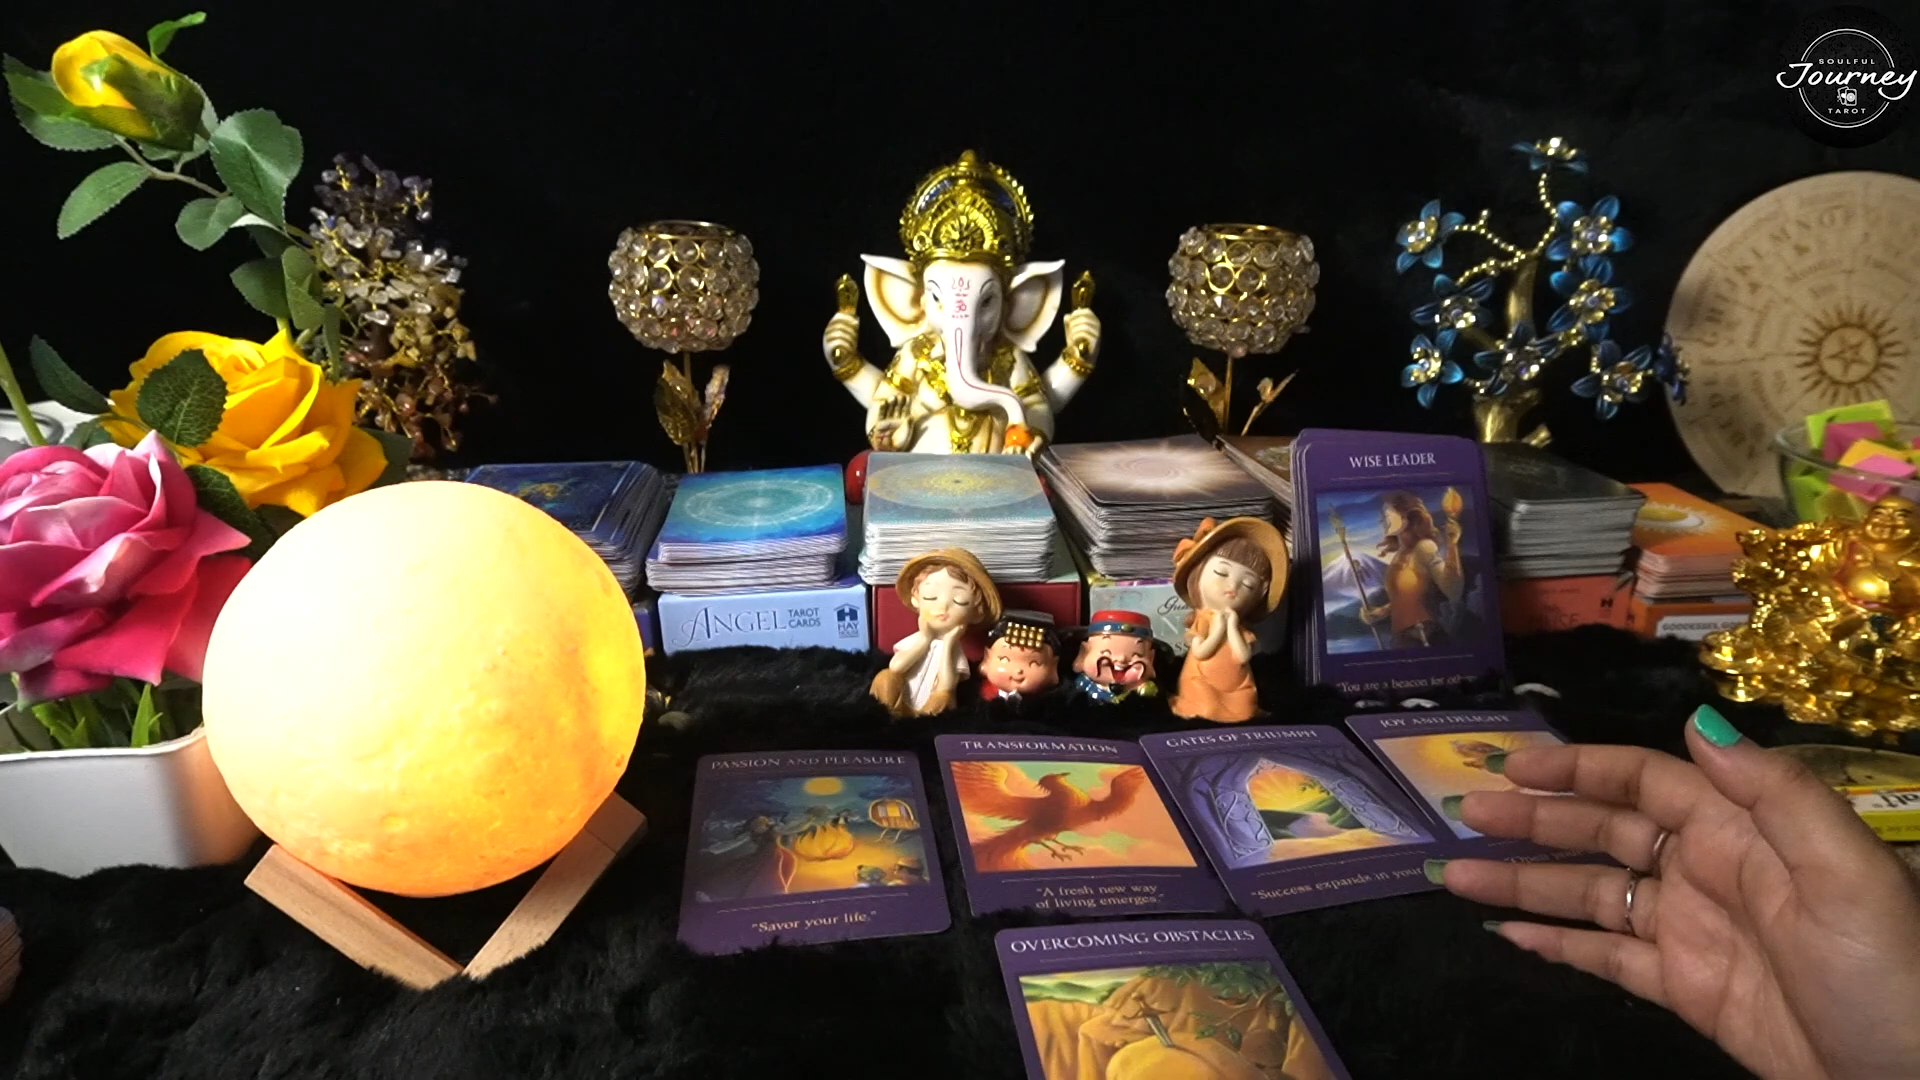 SOULFUL
Journey
TAROT
WISE LEADER
"You are a beacon for
ANGEL TAROT
CARDS
HAY
HOUSE
PASSION AND PLEASURE
"Savor your life."
TRANSFORMATION
"A fresh new way
of living emerges."
GATES OF TRIUMPH
"Success expands in your
JOY AND DELIGHT
"Open
OVERCOMING OBSTACLES